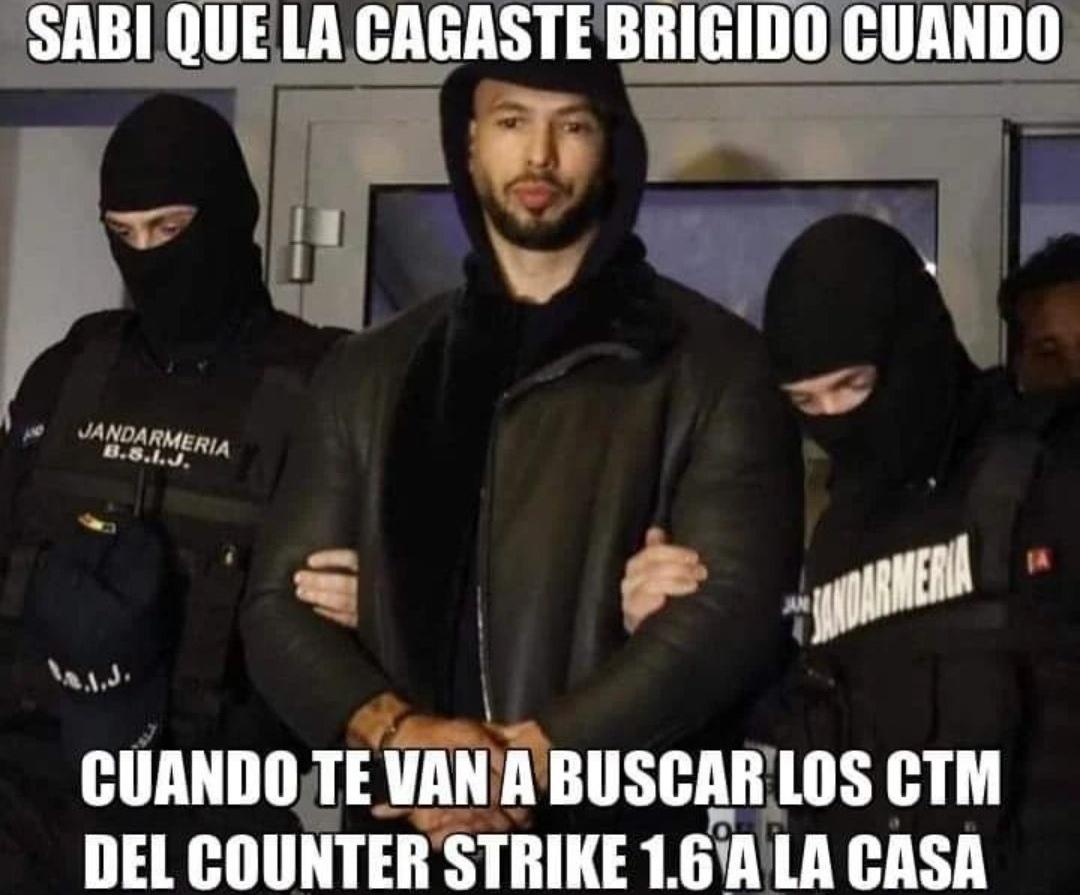 SABI QUE LA CAGASTE BRIGIDO CUANDO
JANDARMERIA
B.S.I.J.
JANDARMERIA
S.I.J.
CUANDO TE VAN A BUSCAR LOS CTM
DEL COUNTER STRIKE 1.6 A LA CASA